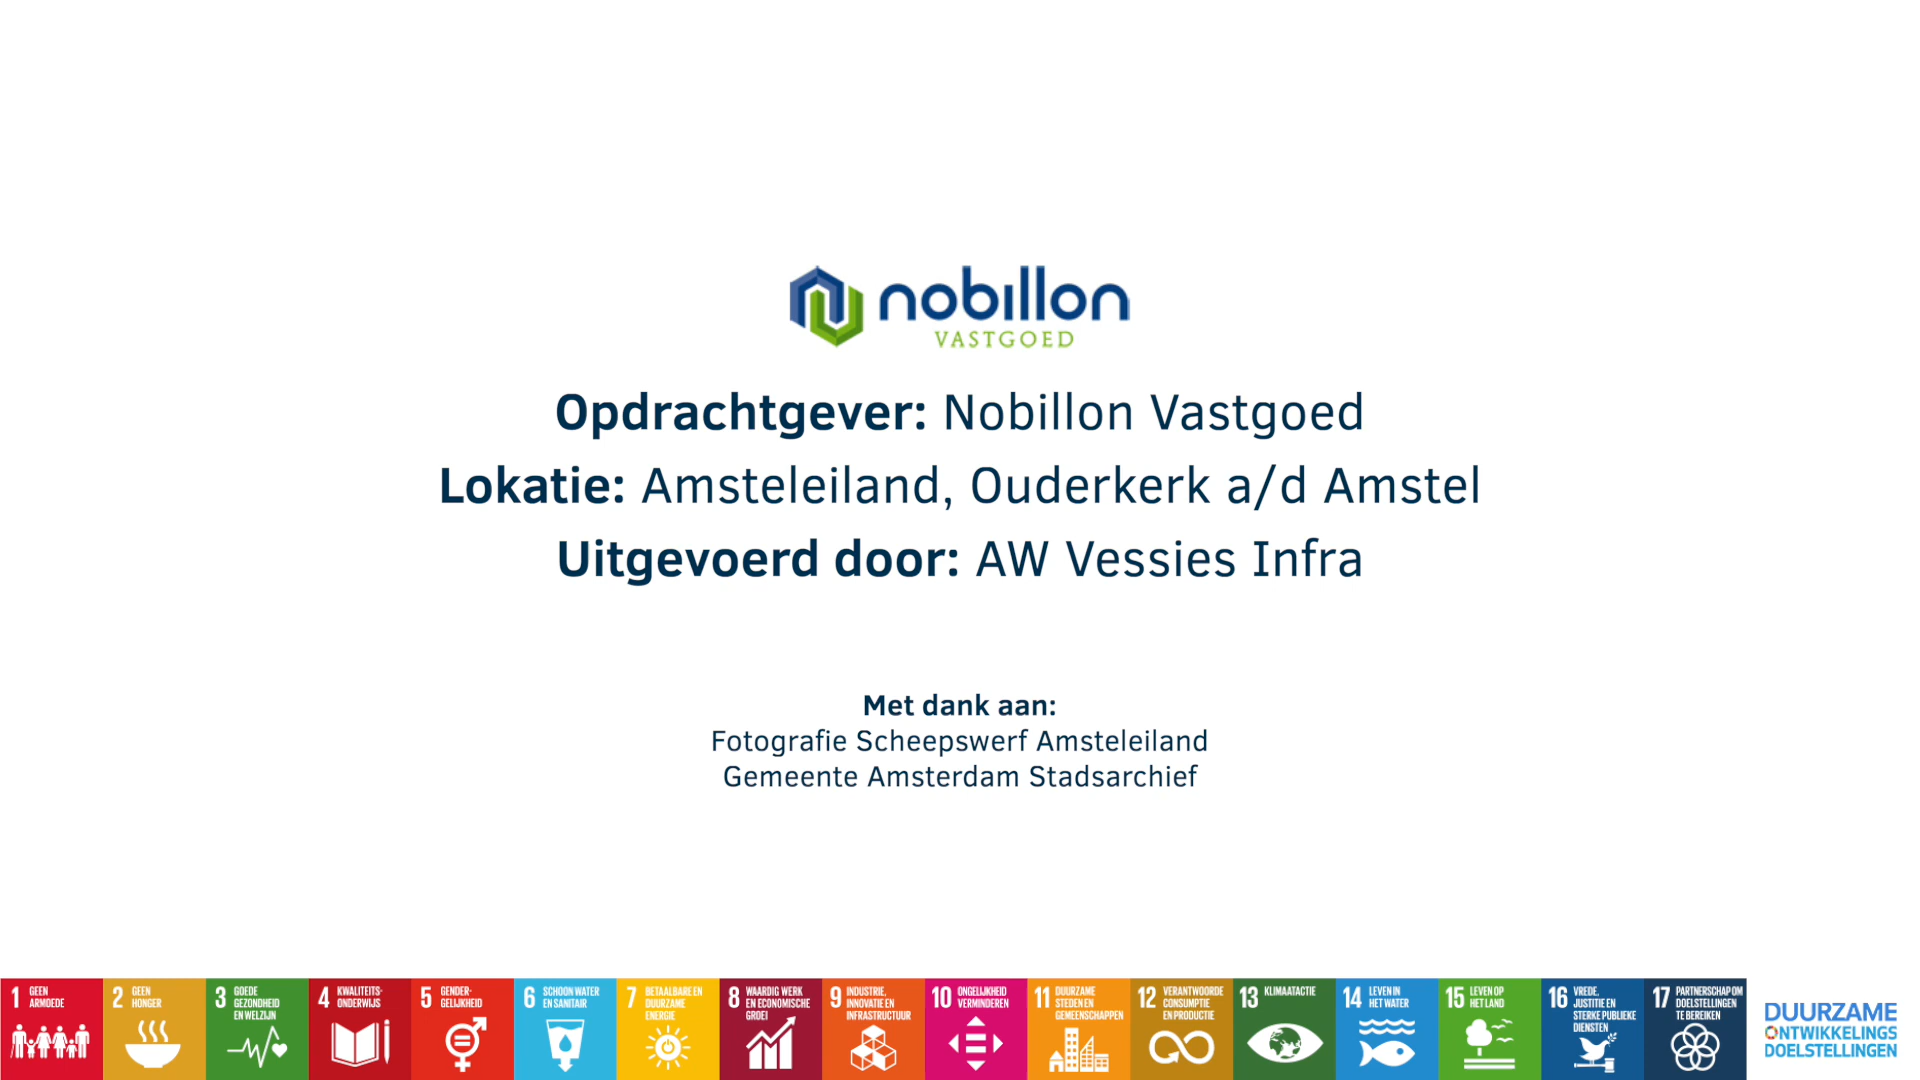 nobillon
VASTGOED
Opdrachtgever: Nobillon Vastgoed
Lokatie: Amsteleiland, Ouderkerk a/d Amstel
Uitgevoerd door: AW Vessies Infra
Met dank aan:
Fotografie Scheepswerf Amsteleiland
Gemeente Amsterdam Stadsarchief
1 GEEN
ARMOEDE
2 GEEN
HONGER
3 GOEDE
GEZONDHEID
EN WELZIJN
4 KWALITEITS-
ONDERWIJS
5 GENDER-
GELIJKHEID
6 SCHOON WATER
EN SANITAIR
7 BETAALBARE EN
DUURZAME
ENERGIE
8 WAARDIG WERK
EN ECONOMISCHE
GROEI
9 INDUSTRIE,
INNOVATIE EN
INFRASTRUCTUUR
10 ONGELIJKHEID
VERMINDEREN
11 DUURZAME
STEDEN EN
GEMEENSCHAPPEN
12 VERANTWOORDE
CONSUMPTIE
EN PRODUCTIE
13 KLIMAATACTIE
14 LEVEN IN
HET WATER
15 LEVEN OP
HET LAND
16 VREDE,
JUSTITIE EN
STERKE PUBLIEKE
DIENSTEN
17 PARTNERSCHAP OM
DOELSTELLINGEN
TE BEREIKEN
DUURZAME
ONTWIKKELINGS
DOELSTELLINGEN